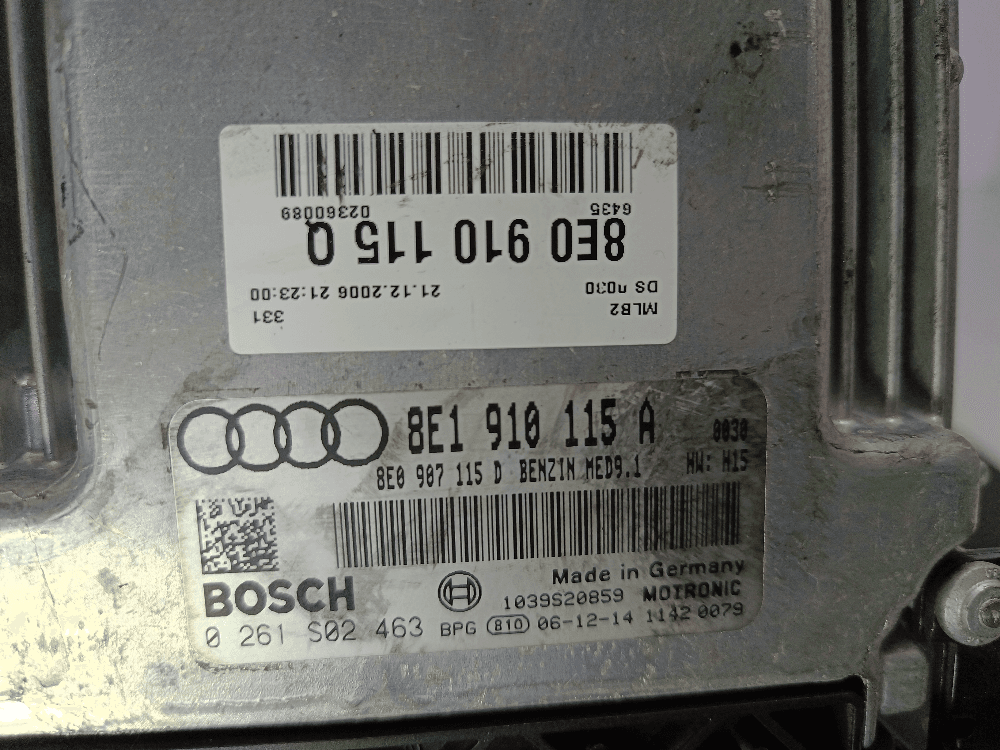 6435 023600089
8E0 910 115 Q
DS n030 21.12.2006 21:23:00
MLB2 331
8E1 910 115 A 0030
8E0 907 115 D BENZIN MED9.1 HW: H15
Made in Germany
BOSCH 1039S20859 MOTRONIC
0 261 S02 463 BPG 810 06-12-14 1142 0079